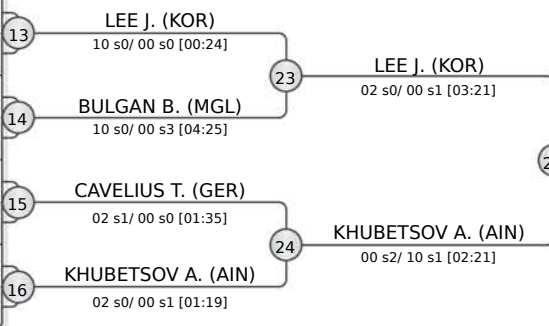 LEE J. (KOR)
13
10 s0/ 00 s0 [00:24]
23
LEE J. (KOR)
02 s0/ 00 s1 [03:21]
BULGAN B. (MGL)
14
10 s0/ 00 s3 [04:25]
CAVELIUS T. (GER)
15
02 s1/ 00 s0 [01:35]
24
KHUBETSOV A. (AIN)
00 s2/ 10 s1 [02:21]
KHUBETSOV A. (AIN)
16
02 s0/ 00 s1 [01:19]